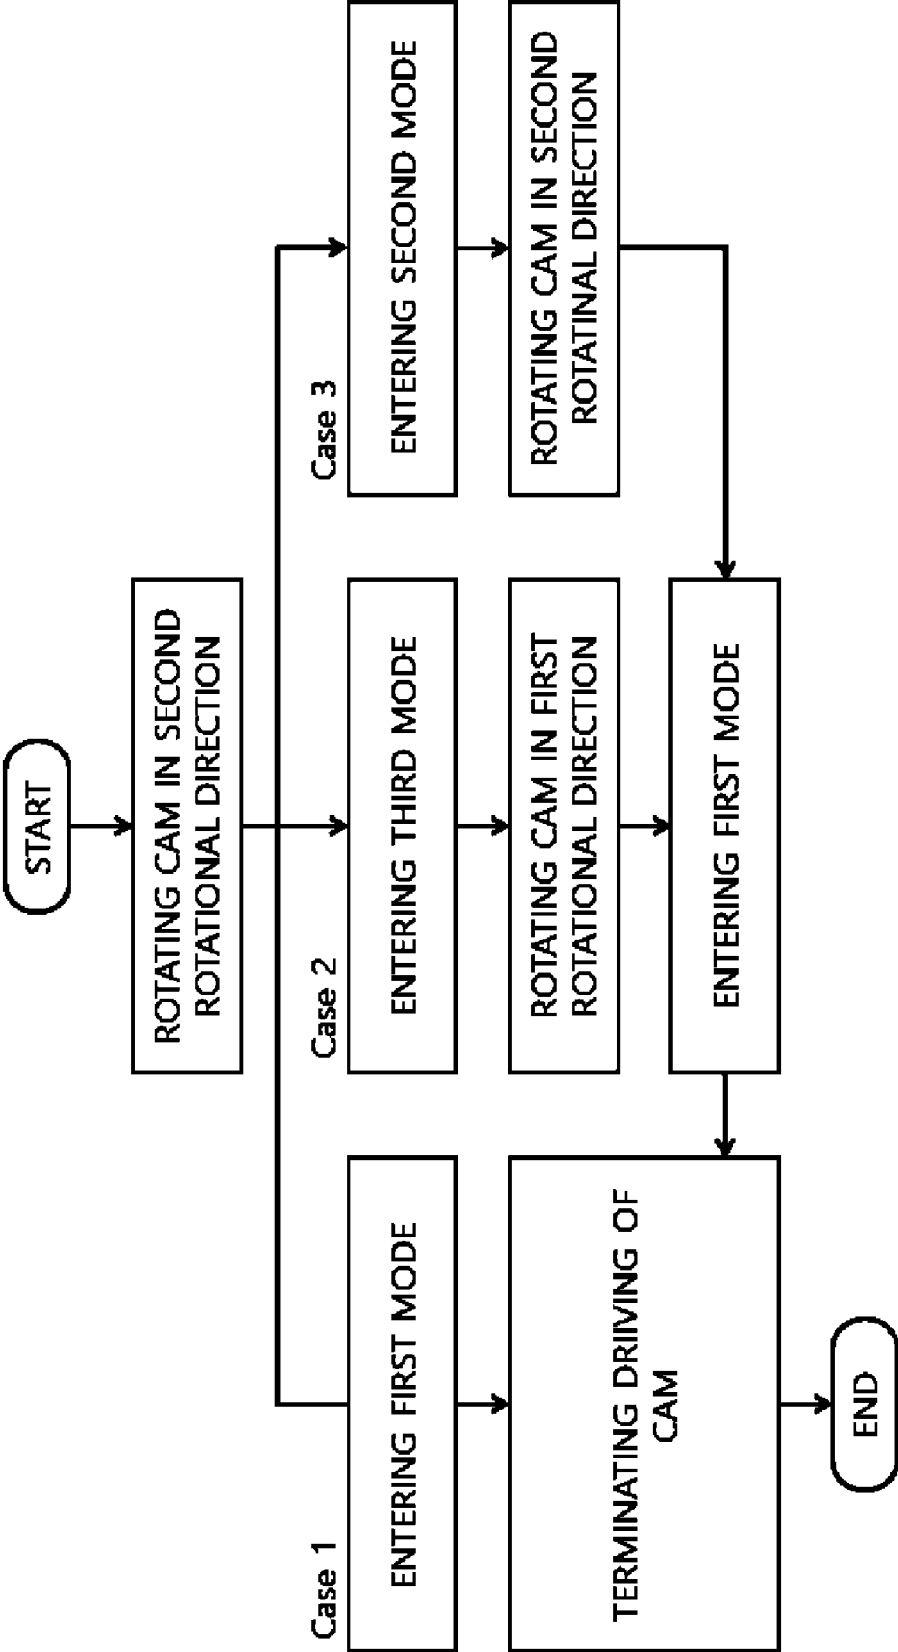 START
ROTATING CAM IN SECOND
ROTATIONAL DIRECTION
Case 1
ENTERING FIRST MODE
TERMINATING DRIIVING OF
CAM
END
Case 2
ENTERING THIRD MODE
ROTATING CAM IN FIRST
ROTATIONAL DIRECTION
ENTERING FIRST MODE
Case 3
ENTERING SECOND MODE
ROTATING CAM IN SECOND
ROTATINAL DIRECTION